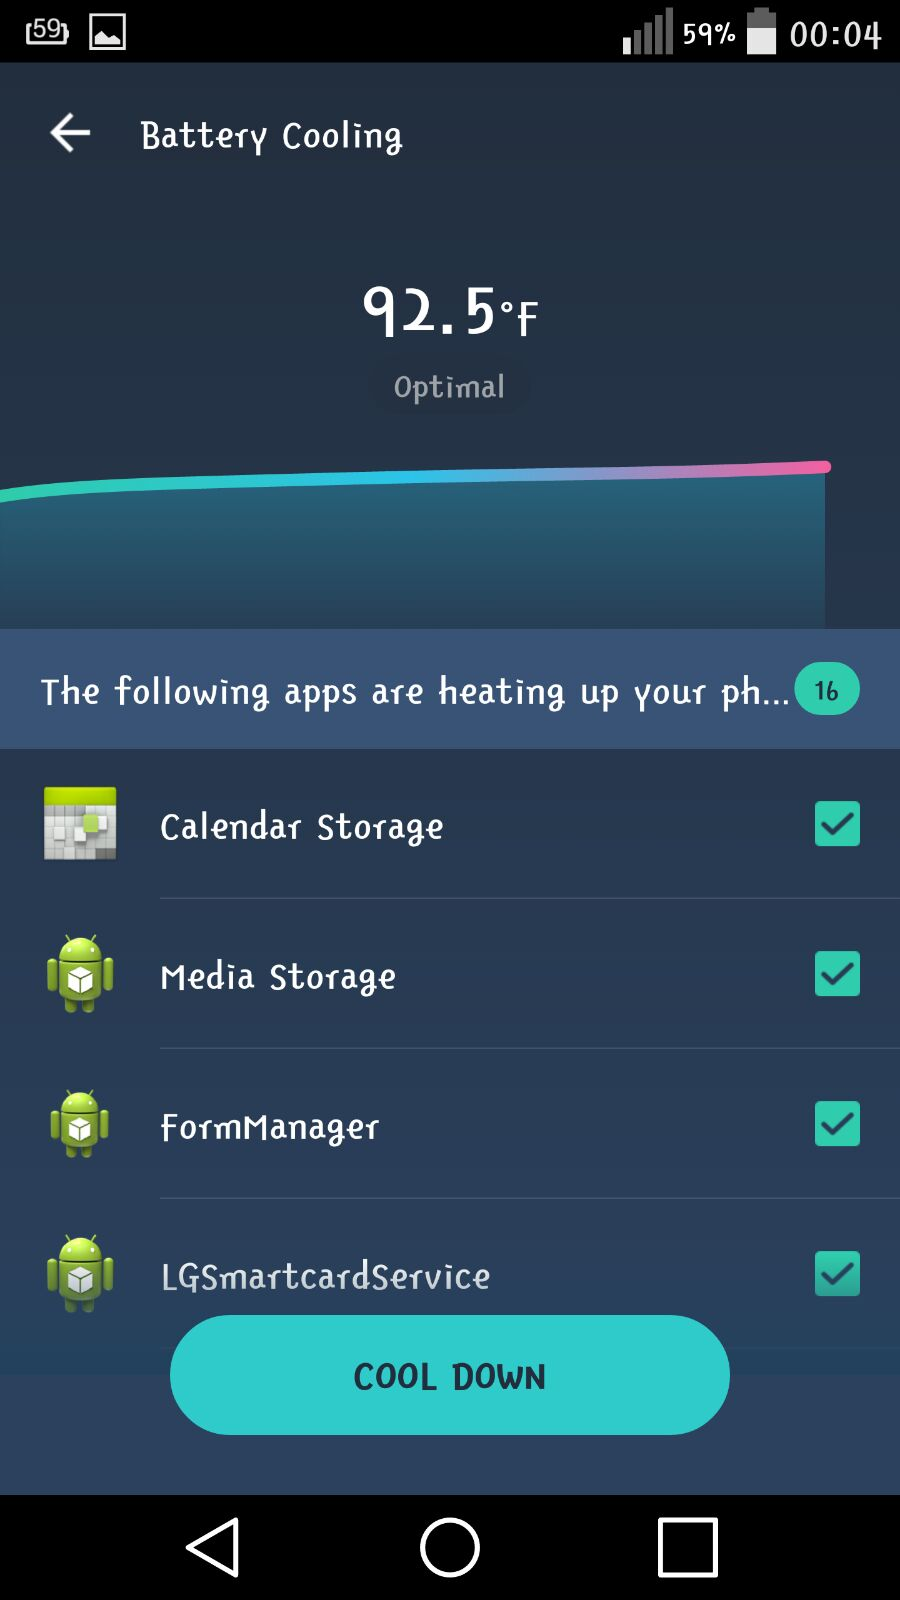 59 59% 00:04
Battery Cooling
92.5°F
Optimal
The following apps are heating up your ph... 16
Calendar Storage
Media Storage
FormManager
LGSmartcardService
COOL DOWN